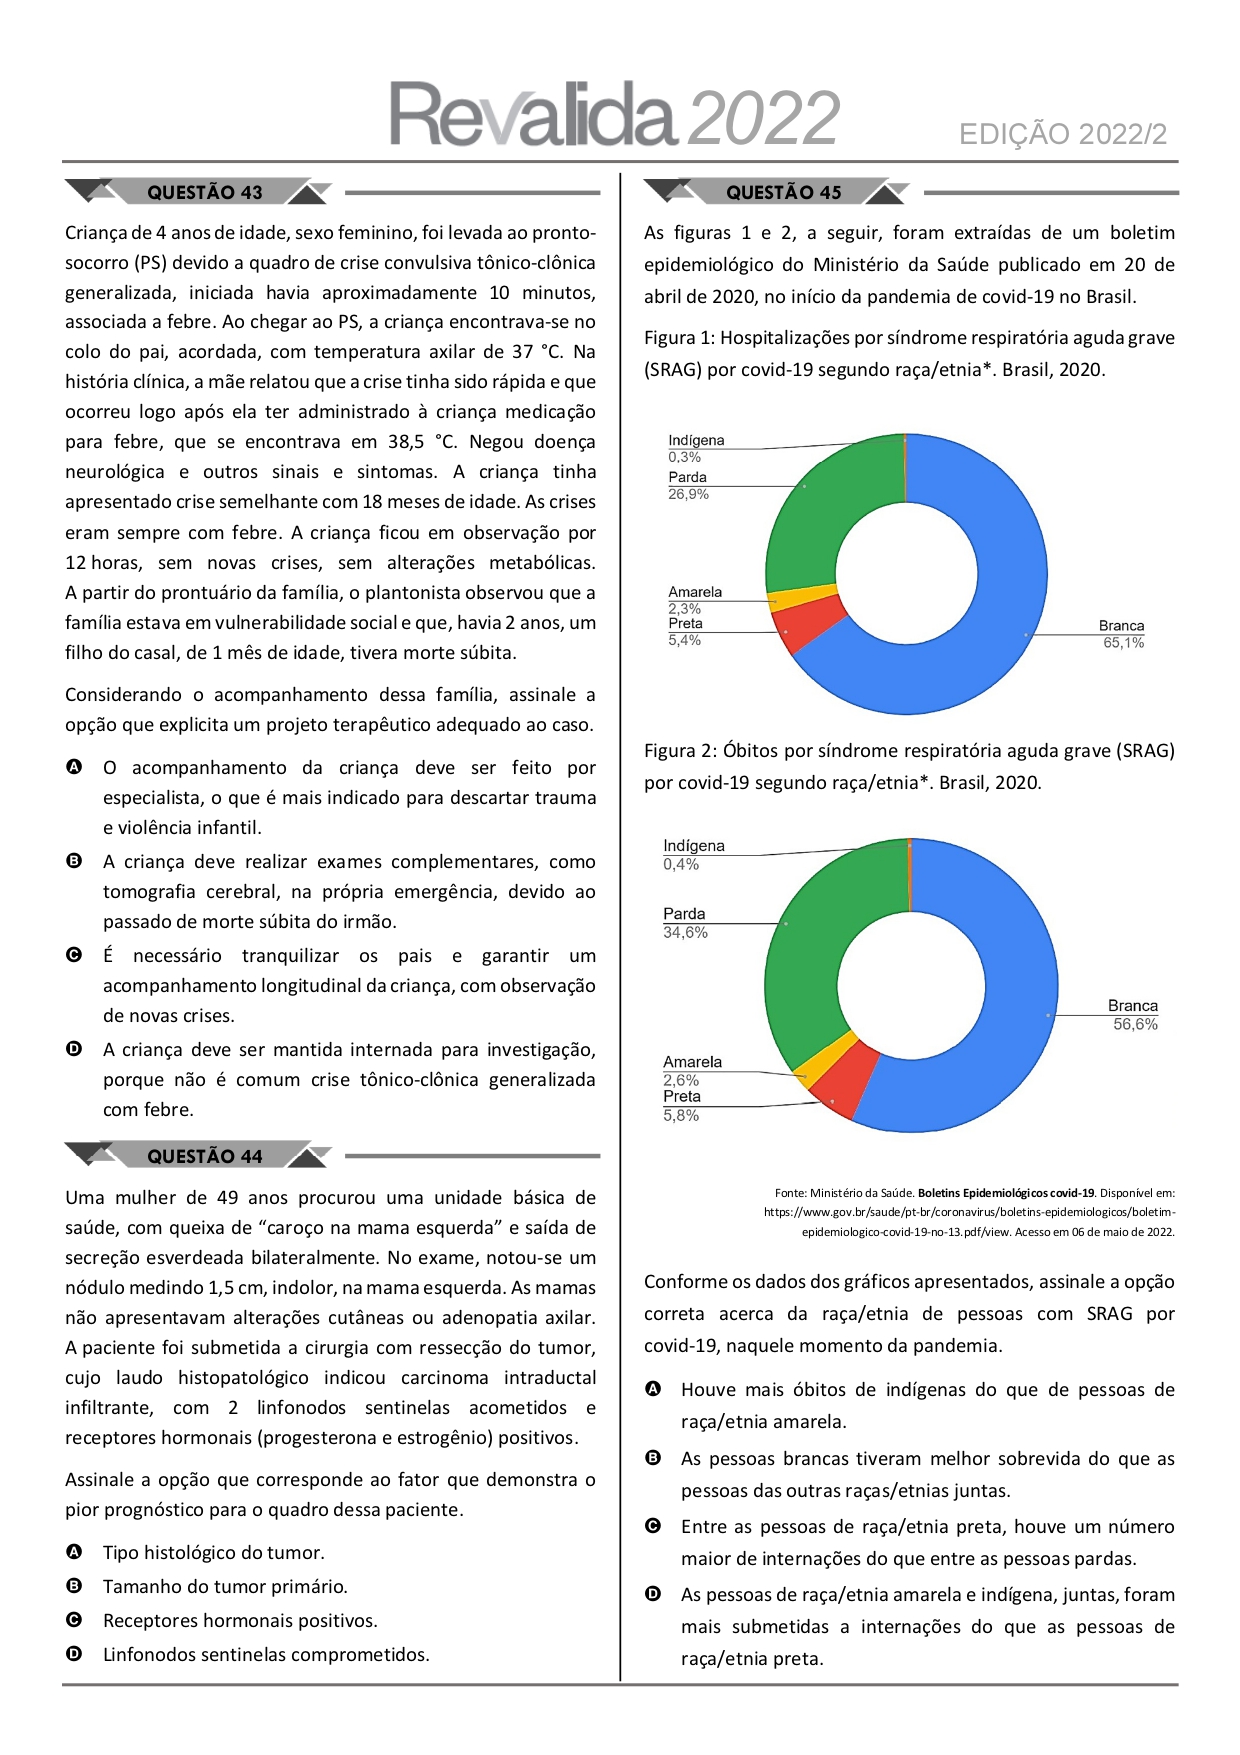 Revalida 2022
EDIÇÃO 2022/2
QUESTÃO 43
Criança de 4 anos de idade, sexo feminino, foi levada ao pronto-
socorro (PS) devido a quadro de crise convulsiva tônico-clônica
generalizada, iniciada havia aproximadamente 10 minutos,
associada a febre. Ao chegar ao PS, a criança encontrava-se no
colo do pai, acordada, com temperatura axilar de 37 °C. Na
história clínica, a mãe relatou que a crise tinha sido rápida e que
ocorreu logo após ela ter administrado à criança medicação
para febre, que se encontrava em 38,5 °C. Negou doença
neurológica e outros sinais e sintomas. A criança tinha
apresentado crise semelhante com 18 meses de idade. As crises
eram sempre com febre. A criança ficou em observação por
12 horas, sem novas crises, sem alterações metabólicas.
A partir do prontuário da família, o plantonista observou que a
família estava em vulnerabilidade social e que, havia 2 anos, um
filho do casal, de 1 mês de idade, tivera morte súbita.
Considerando o acompanhamento dessa família, assinale a
opção que explicita um projeto terapêutico adequado ao caso.
A O acompanhamento da criança deve ser feito por
especialista, o que é mais indicado para descartar trauma
e violência infantil.
B A criança deve realizar exames complementares, como
tomografia cerebral, na própria emergência, devido ao
passado de morte súbita do irmão.
C É necessário tranquilizar os pais e garantir um
acompanhamento longitudinal da criança, com observação
de novas crises.
D A criança deve ser mantida internada para investigação,
porque não é comum crise tônico-clônica generalizada
com febre.
QUESTÃO 44
Uma mulher de 49 anos procurou uma unidade básica de
saúde, com queixa de “caroço na mama esquerda” e saída de
secreção esverdeada bilateralmente. No exame, notou-se um
nódulo medindo 1,5 cm, indolor, na mama esquerda. As mamas
não apresentavam alterações cutâneas ou adenopatia axilar.
A paciente foi submetida a cirurgia com ressecção do tumor,
cujo laudo histopatológico indicou carcinoma intraductal
infiltrante, com 2 linfonodos sentinelas acometidos e
receptores hormonais (progesterona e estrogênio) positivos.
Assinale a opção que corresponde ao fator que demonstra o
pior prognóstico para o quadro dessa paciente.
A Tipo histológico do tumor.
B Tamanho do tumor primário.
C Receptores hormonais positivos.
D Linfonodos sentinelas comprometidos.
QUESTÃO 45
As figuras 1 e 2, a seguir, foram extraídas de um boletim
epidemiológico do Ministério da Saúde publicado em 20 de
abril de 2020, no início da pandemia de covid-19 no Brasil.
Figura 1: Hospitalizações por síndrome respiratória aguda grave
(SRAG) por covid-19 segundo raça/etnia*. Brasil, 2020.
Indígena
0,3%
Parda
26,9%
Amarela
2,3%
Preta
5,4%
Branca
65,1%
Figura 2: Óbitos por síndrome respiratória aguda grave (SRAG)
por covid-19 segundo raça/etnia*. Brasil, 2020.
Indígena
0,4%
Parda
34,6%
Branca
56,6%
Amarela
2,6%
Preta
5,8%
Fonte: Ministério da Saúde. Boletins Epidemiológicos covid-19. Disponível em:
https://www.gov.br/saude/pt-br/coronavirus/boletins-epidemiologicos/boletim-
epidemiologico-covid-19-no-13.pdf/view. Acesso em 06 de maio de 2022.
Conforme os dados dos gráficos apresentados, assinale a opção
correta acerca da raça/etnia de pessoas com SRAG por
covid-19, naquele momento da pandemia.
A Houve mais óbitos de indígenas do que de pessoas de
raça/etnia amarela.
B As pessoas brancas tiveram melhor sobrevida do que as
pessoas das outras raças/etnias juntas.
C Entre as pessoas de raça/etnia preta, houve um número
maior de internações do que entre as pessoas pardas.
D As pessoas de raça/etnia amarela e indígena, juntas, foram
mais submetidas a internações do que as pessoas de
raça/etnia preta.